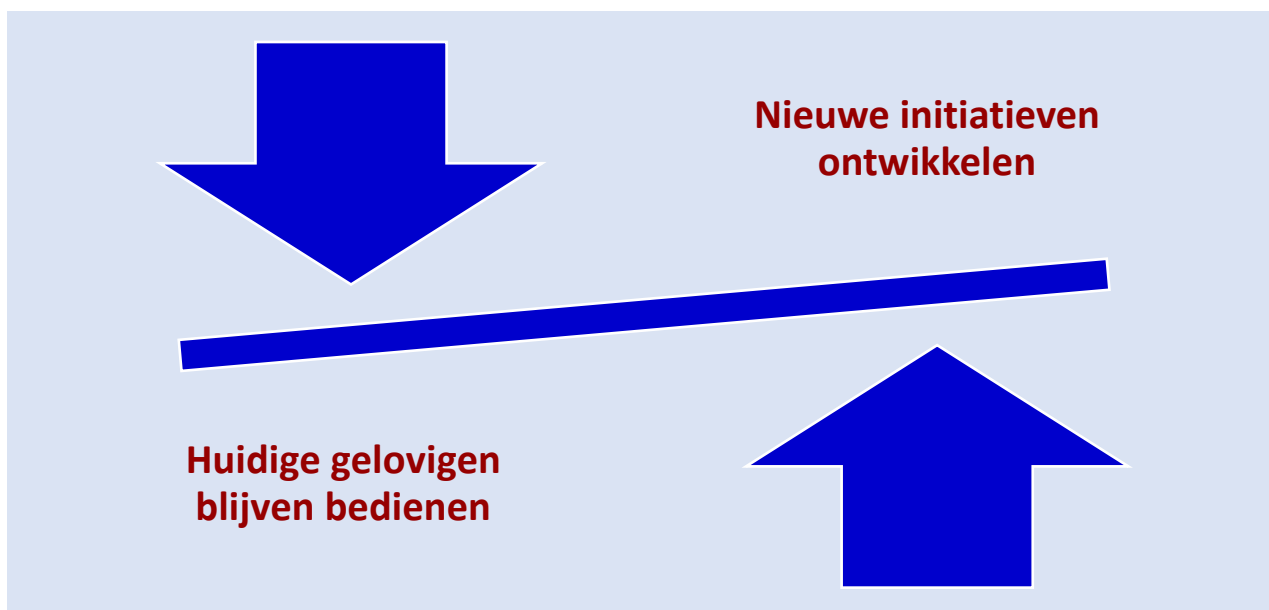 Nieuwe initiatieven
ontwikkelen
Huidige gelovigen
blijven bedienen